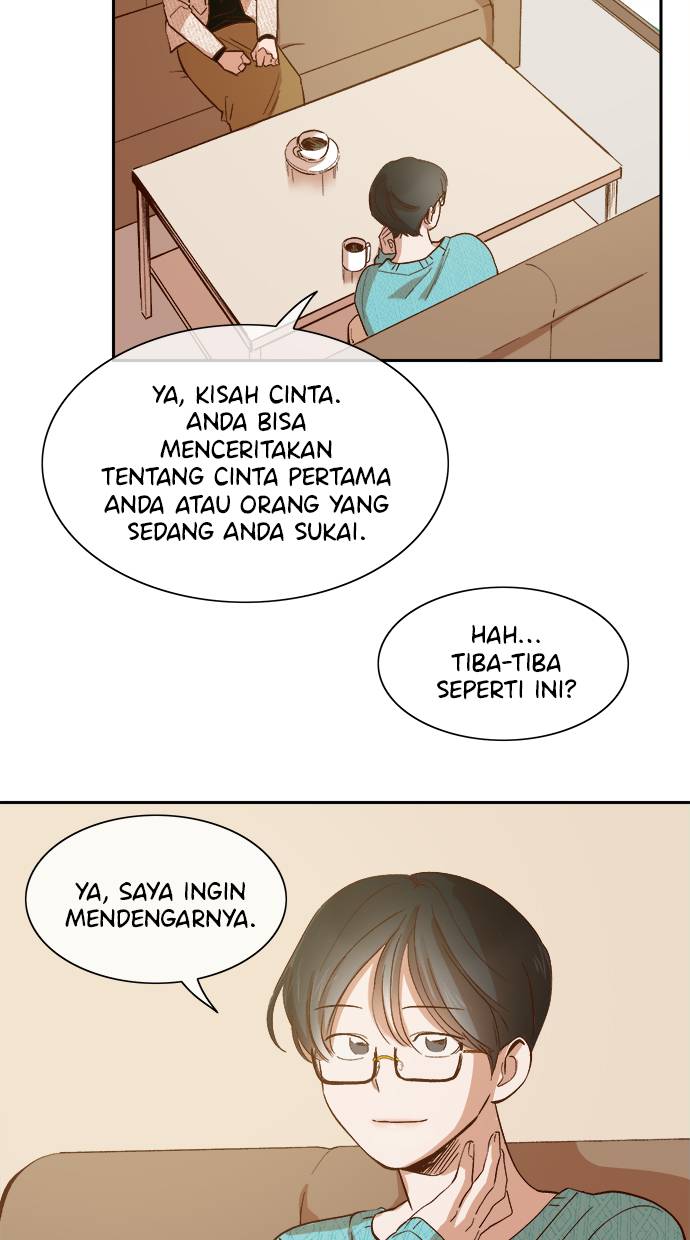 YA, KISAH CINTA.
ANDA BISA
MENCERITAKAN
TENTANG CINTA PERTAMA
ANDA ATAU ORANG YANG
SEDANG ANDA SUKAI.
HAH...
TIBA-TIBA
SEPERTI INI?
YA, SAYA INGIN
MENDENGARNYA.